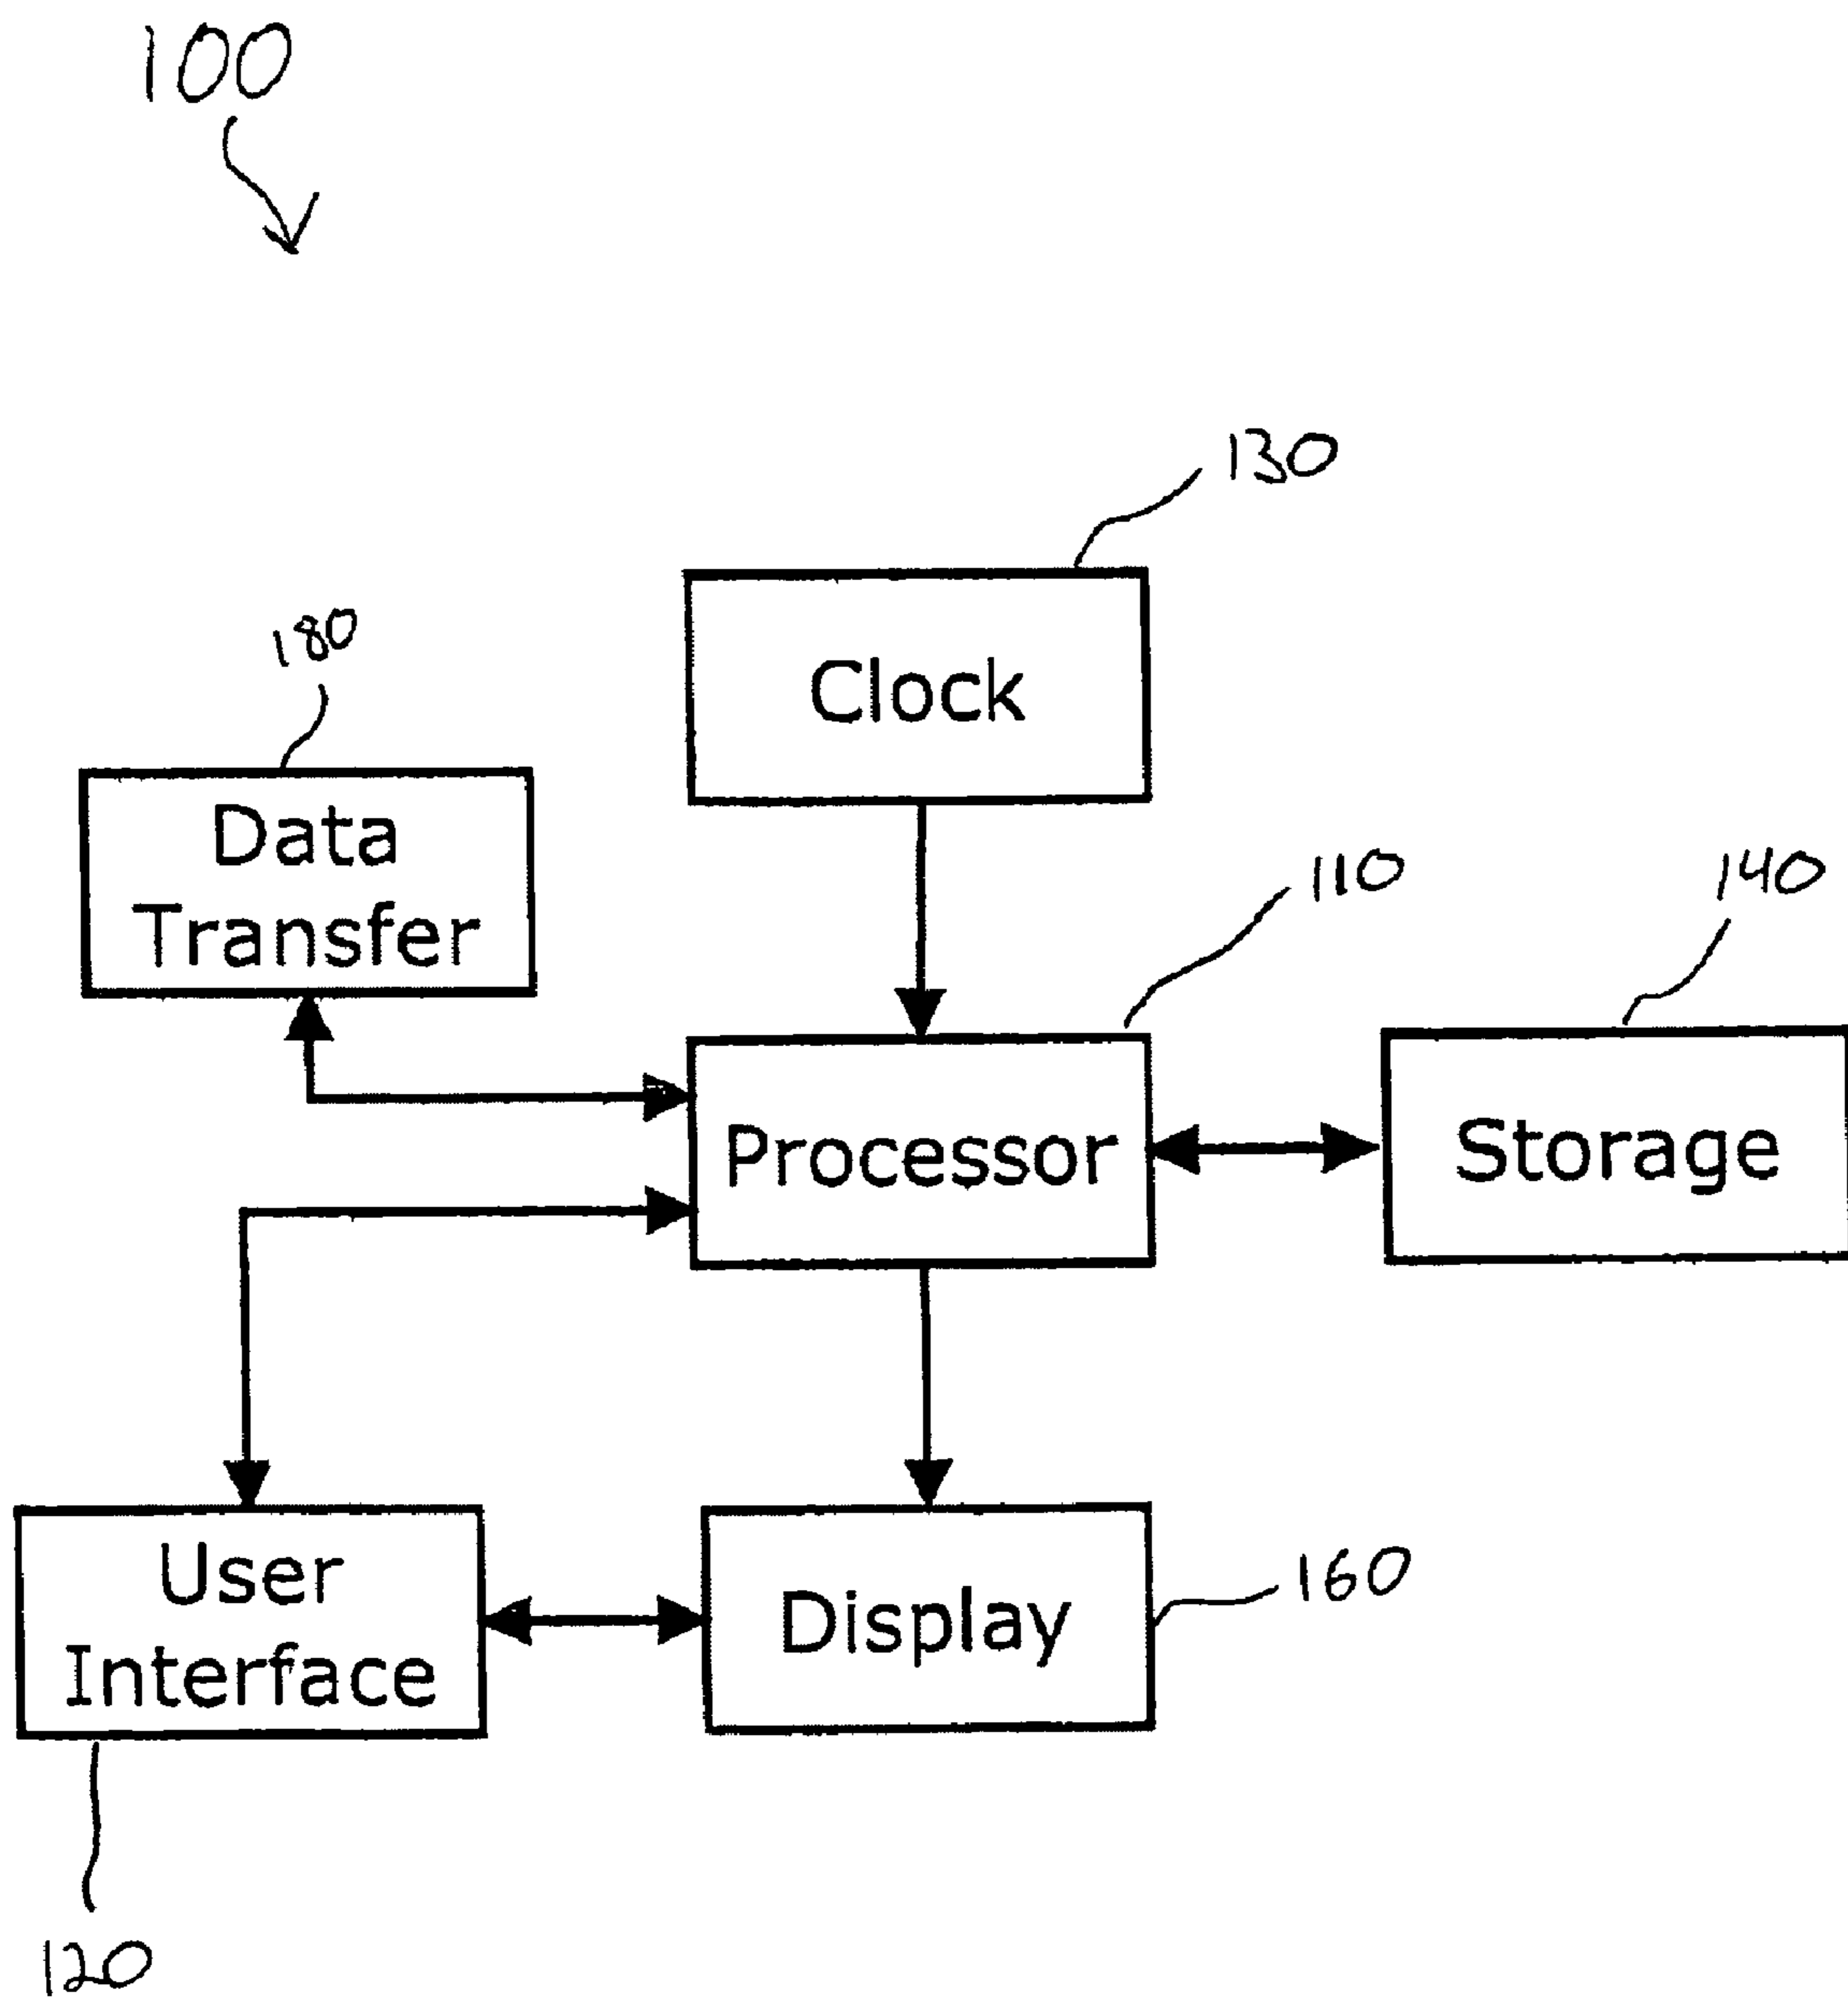 100
130
Clock
180
Data
Transfer
110
140
Processor
Storage
User
Interface
Display
160
120